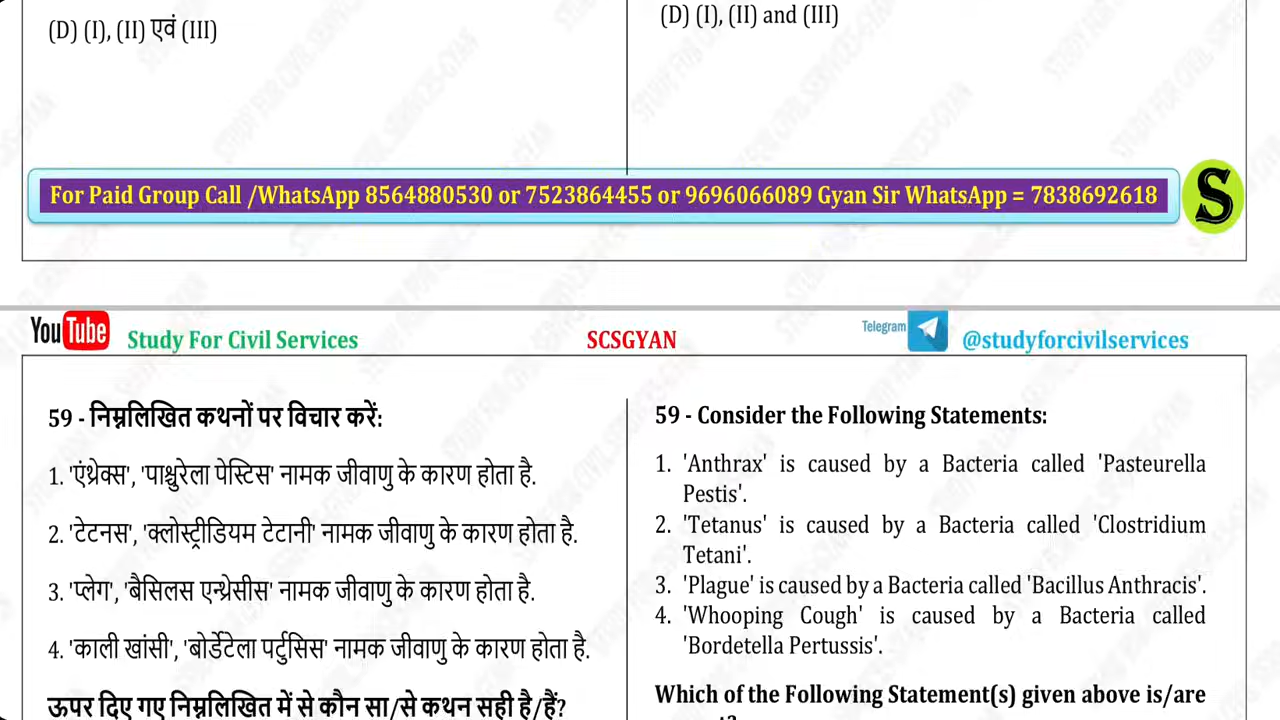 (D) (I), (II) एवं (III)
(D) (I), (II) and (III)
For Paid Group Call /WhatsApp 8564880530 or 7523864455 or 9696066089 Gyan Sir WhatsApp = 7838692618
S
YouTube
Study For Civil Services
SCSGYAN
Telegram
@studyforcivilservices
59 - निम्नलिखित कथनों पर विचार करें:
1. 'एंथ्रेक्स', 'पाश्चुरेला पेस्टिस' नामक जीवाणु के कारण होता है.
2. 'टेटनस', 'क्लोस्ट्रीडियम टेटानी' नामक जीवाणु के कारण होता है.
3. 'प्लेग', 'बैसिलस एन्थ्रेसीस' नामक जीवाणु के कारण होता है.
4. 'काली खांसी', 'बोर्डेटेला पर्टुसिस' नामक जीवाणु के कारण होता है.
ऊपर दिए गए निम्नलिखित में से कौन सा/से कथन सही है/हैं?
59 - Consider the Following Statements:
1. 'Anthrax' is caused by a Bacteria called 'Pasteurella
Pestis'.
2. 'Tetanus' is caused by a Bacteria called 'Clostridium
Tetani'.
3. 'Plague' is caused by a Bacteria called 'Bacillus Anthracis'.
4. 'Whooping Cough' is caused by a Bacteria called
'Bordetella Pertussis'.
Which of the Following Statement(s) given above is/are